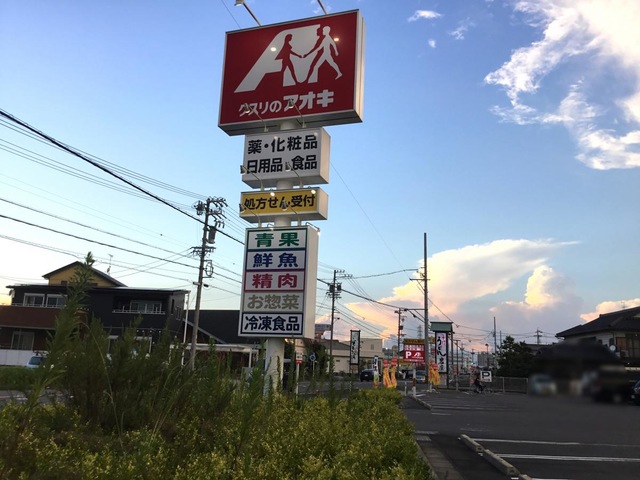 クスリのアオキ
薬・化粧品
日用品・食品
処方せん受付
青果
鮮魚
精肉
お惣菜
冷凍食品
P